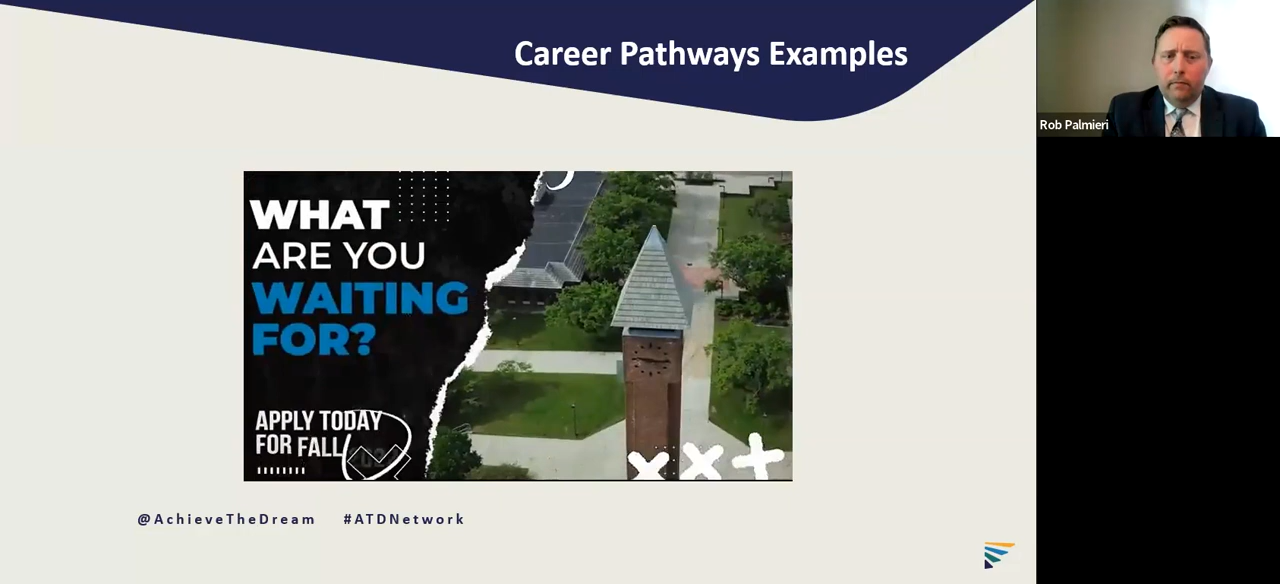 Career Pathways Examples
Rob Palmieri
WHAT
ARE YOU
WAITING
FOR?
APPLY TODAY
FOR FALL
@AchieveTheDream #ATDNetwork